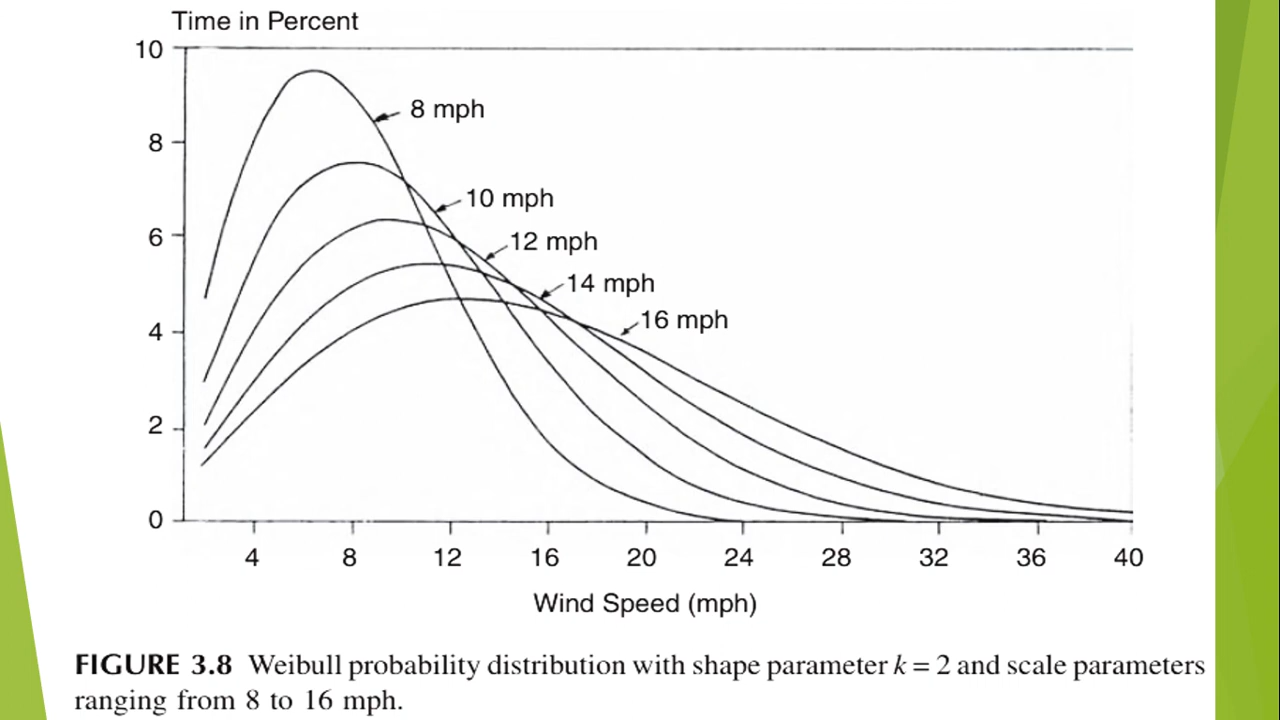 Time in Percent
10
8
6
4
2
0
8 mph
10 mph
12 mph
14 mph
16 mph
4 8 12 16 20 24 28 32 36 40
Wind Speed (mph)
FIGURE 3.8 Weibull probability distribution with shape parameter k = 2 and scale parameters
ranging from 8 to 16 mph.